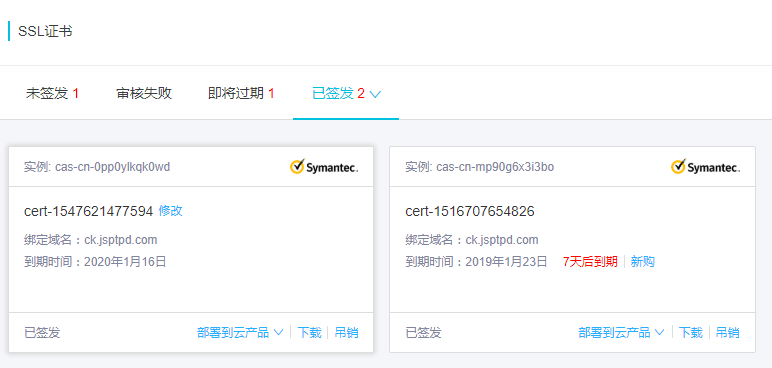 SSL证书
未签发 1 审核失败 即将过期 1 已签发 2
实例: cas-cn-0pp0ylkqk0wd Symantec.
cert-1547621477594 修改
绑定域名：ck.jsptpd.com
到期时间：2020年1月16日
已签发 部署到云产品 下载 吊销
实例: cas-cn-mp90g6x3i3bo Symantec.
cert-1516707654826
绑定域名：ck.jsptpd.com
到期时间：2019年1月23日 7天后到期 新购
已签发 部署到云产品 下载 吊销